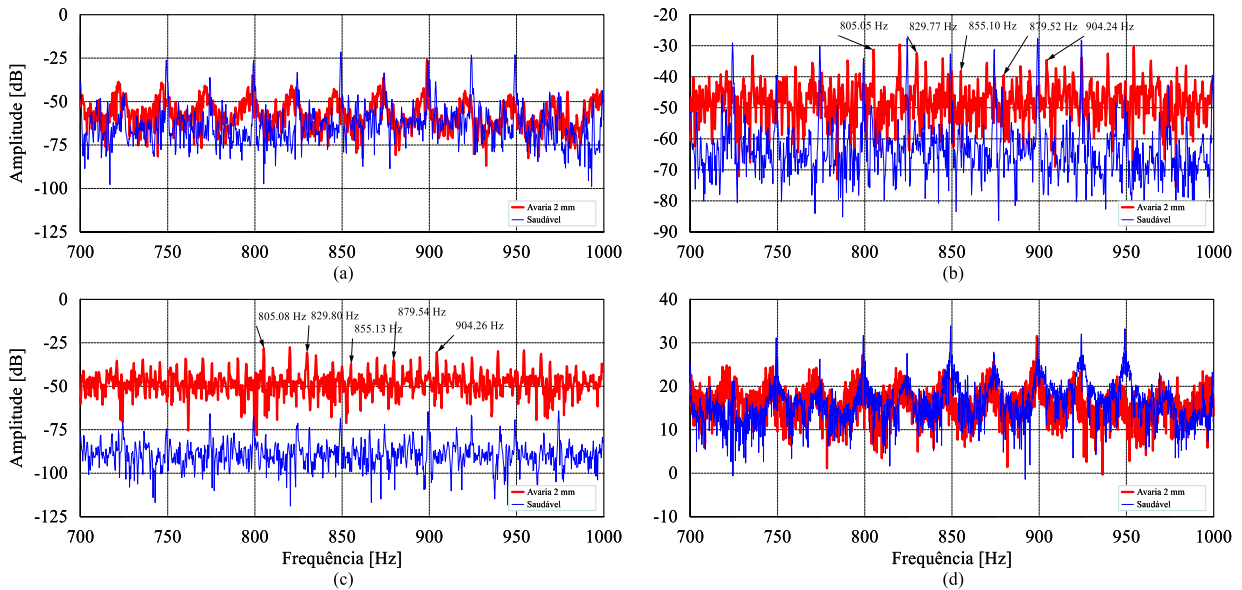 Amplitude [dB]
0
-25
-50
-75
-100
-125
700 750 800 850 900 950 1000
Avaria 2 mm
Saudável
(a)
-20
-30
-40
-50
-60
-70
-80
-90
805.05 Hz 829.77 Hz 855.10 Hz 879.52 Hz 904.24 Hz
700 750 800 850 900 950 1000
Avaria 2 mm
Saudável
(b)
Amplitude [dB]
0
-25
-50
-75
-100
-125
805.08 Hz 829.80 Hz 855.13 Hz 879.54 Hz 904.26 Hz
700 750 800 850 900 950 1000
Avaria 2 mm
Saudável
Frequência [Hz]
(c)
40
30
20
10
0
-10
700 750 800 850 900 950 1000
Avaria 2 mm
Saudável
Frequência [Hz]
(d)